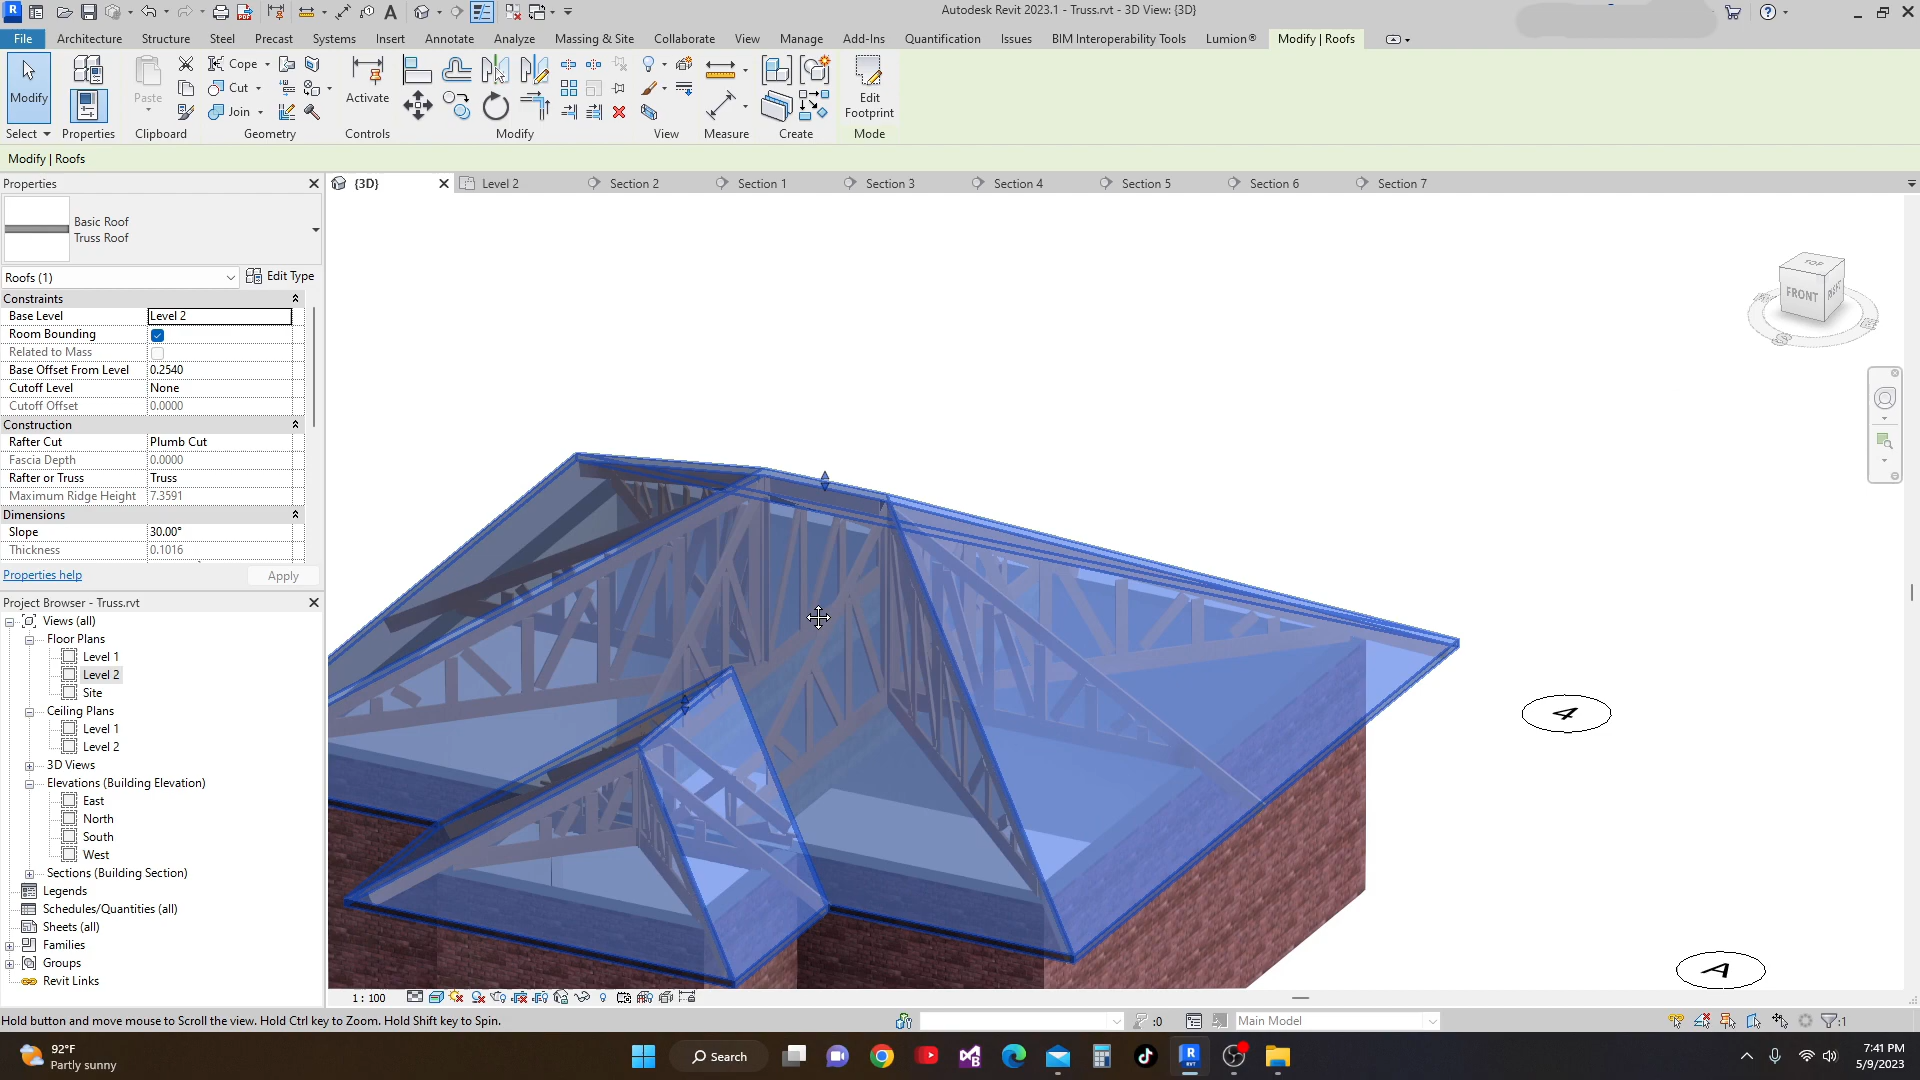 Autodesk Revit 2023.1 - Truss.rvt - 3D View: {3D}
File Architecture Structure Steel Precast Systems Insert Annotate Analyze Massing & Site Collaborate View Manage Add-Ins Quantification Issues BIM Interoperability Tools Lumion® Modify | Roofs
Modify Paste Cope Cut Join Activate Edit Footprint
Select Properties Clipboard Geometry Controls Modify View Measure Create Mode
Modify | Roofs
Properties
{3D} Level 2 Section 2 Section 1 Section 3 Section 4 Section 5 Section 6 Section 7
Basic Roof
Truss Roof
Roofs (1) Edit Type
Constraints
Base Level Level 2
Room Bounding
Related to Mass
Base Offset From Level 0.2540
Cutoff Level None
Cutoff Offset 0.0000
Construction
Rafter Cut Plumb Cut
Fascia Depth 0.0000
Rafter or Truss Truss
Maximum Ridge Height 7.3591
Dimensions
Slope 30.00°
Thickness 0.1016
Properties help Apply
Project Browser - Truss.rvt
Views (all)
Floor Plans
Level 1
Level 2
Site
Ceiling Plans
Level 1
Level 2
3D Views
Elevations (Building Elevation)
East
North
South
West
Sections (Building Section)
Legends
Schedules/Quantities (all)
Sheets (all)
Families
Groups
Revit Links
TOP
FRONT
RIGHT
4
A
1 : 100
Hold button and move mouse to Scroll the view. Hold Ctrl key to Zoom. Hold Shift key to Spin.
:0 Main Model :1
92°F
Partly sunny
Search
7:41 PM
5/9/2023